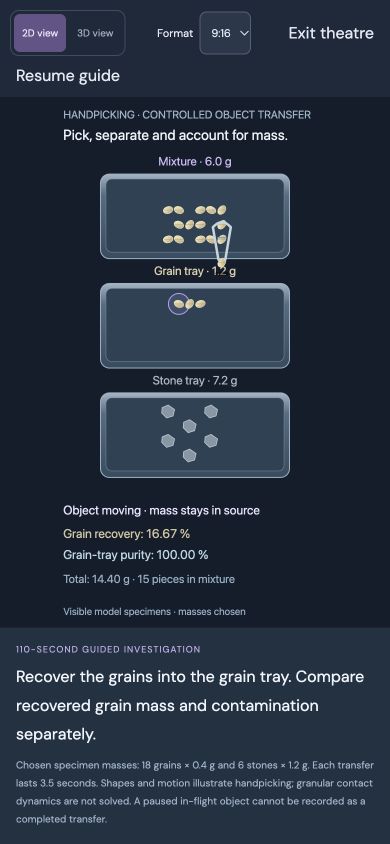 2D view
3D view
Format
9:16
Exit theatre
Resume guide
HANDPICKING · CONTROLLED OBJECT TRANSFER
Pick, separate and account for mass.
Mixture · 6.0 g
Grain tray · 1.2 g
Stone tray · 7.2 g
Object moving · mass stays in source
Grain recovery: 16.67 %
Grain-tray purity: 100.00 %
Total: 14.40 g · 15 pieces in mixture
Visible model specimens · masses chosen
110-SECOND GUIDED INVESTIGATION
Recover the grains into the grain tray. Compare
recovered grain mass and contamination
separately.
Chosen specimen masses: 18 grains × 0.4 g and 6 stones × 1.2 g. Each transfer
lasts 3.5 seconds. Shapes and motion illustrate handpicking; granular contact
dynamics are not solved. A paused in-flight object cannot be recorded as a
completed transfer.